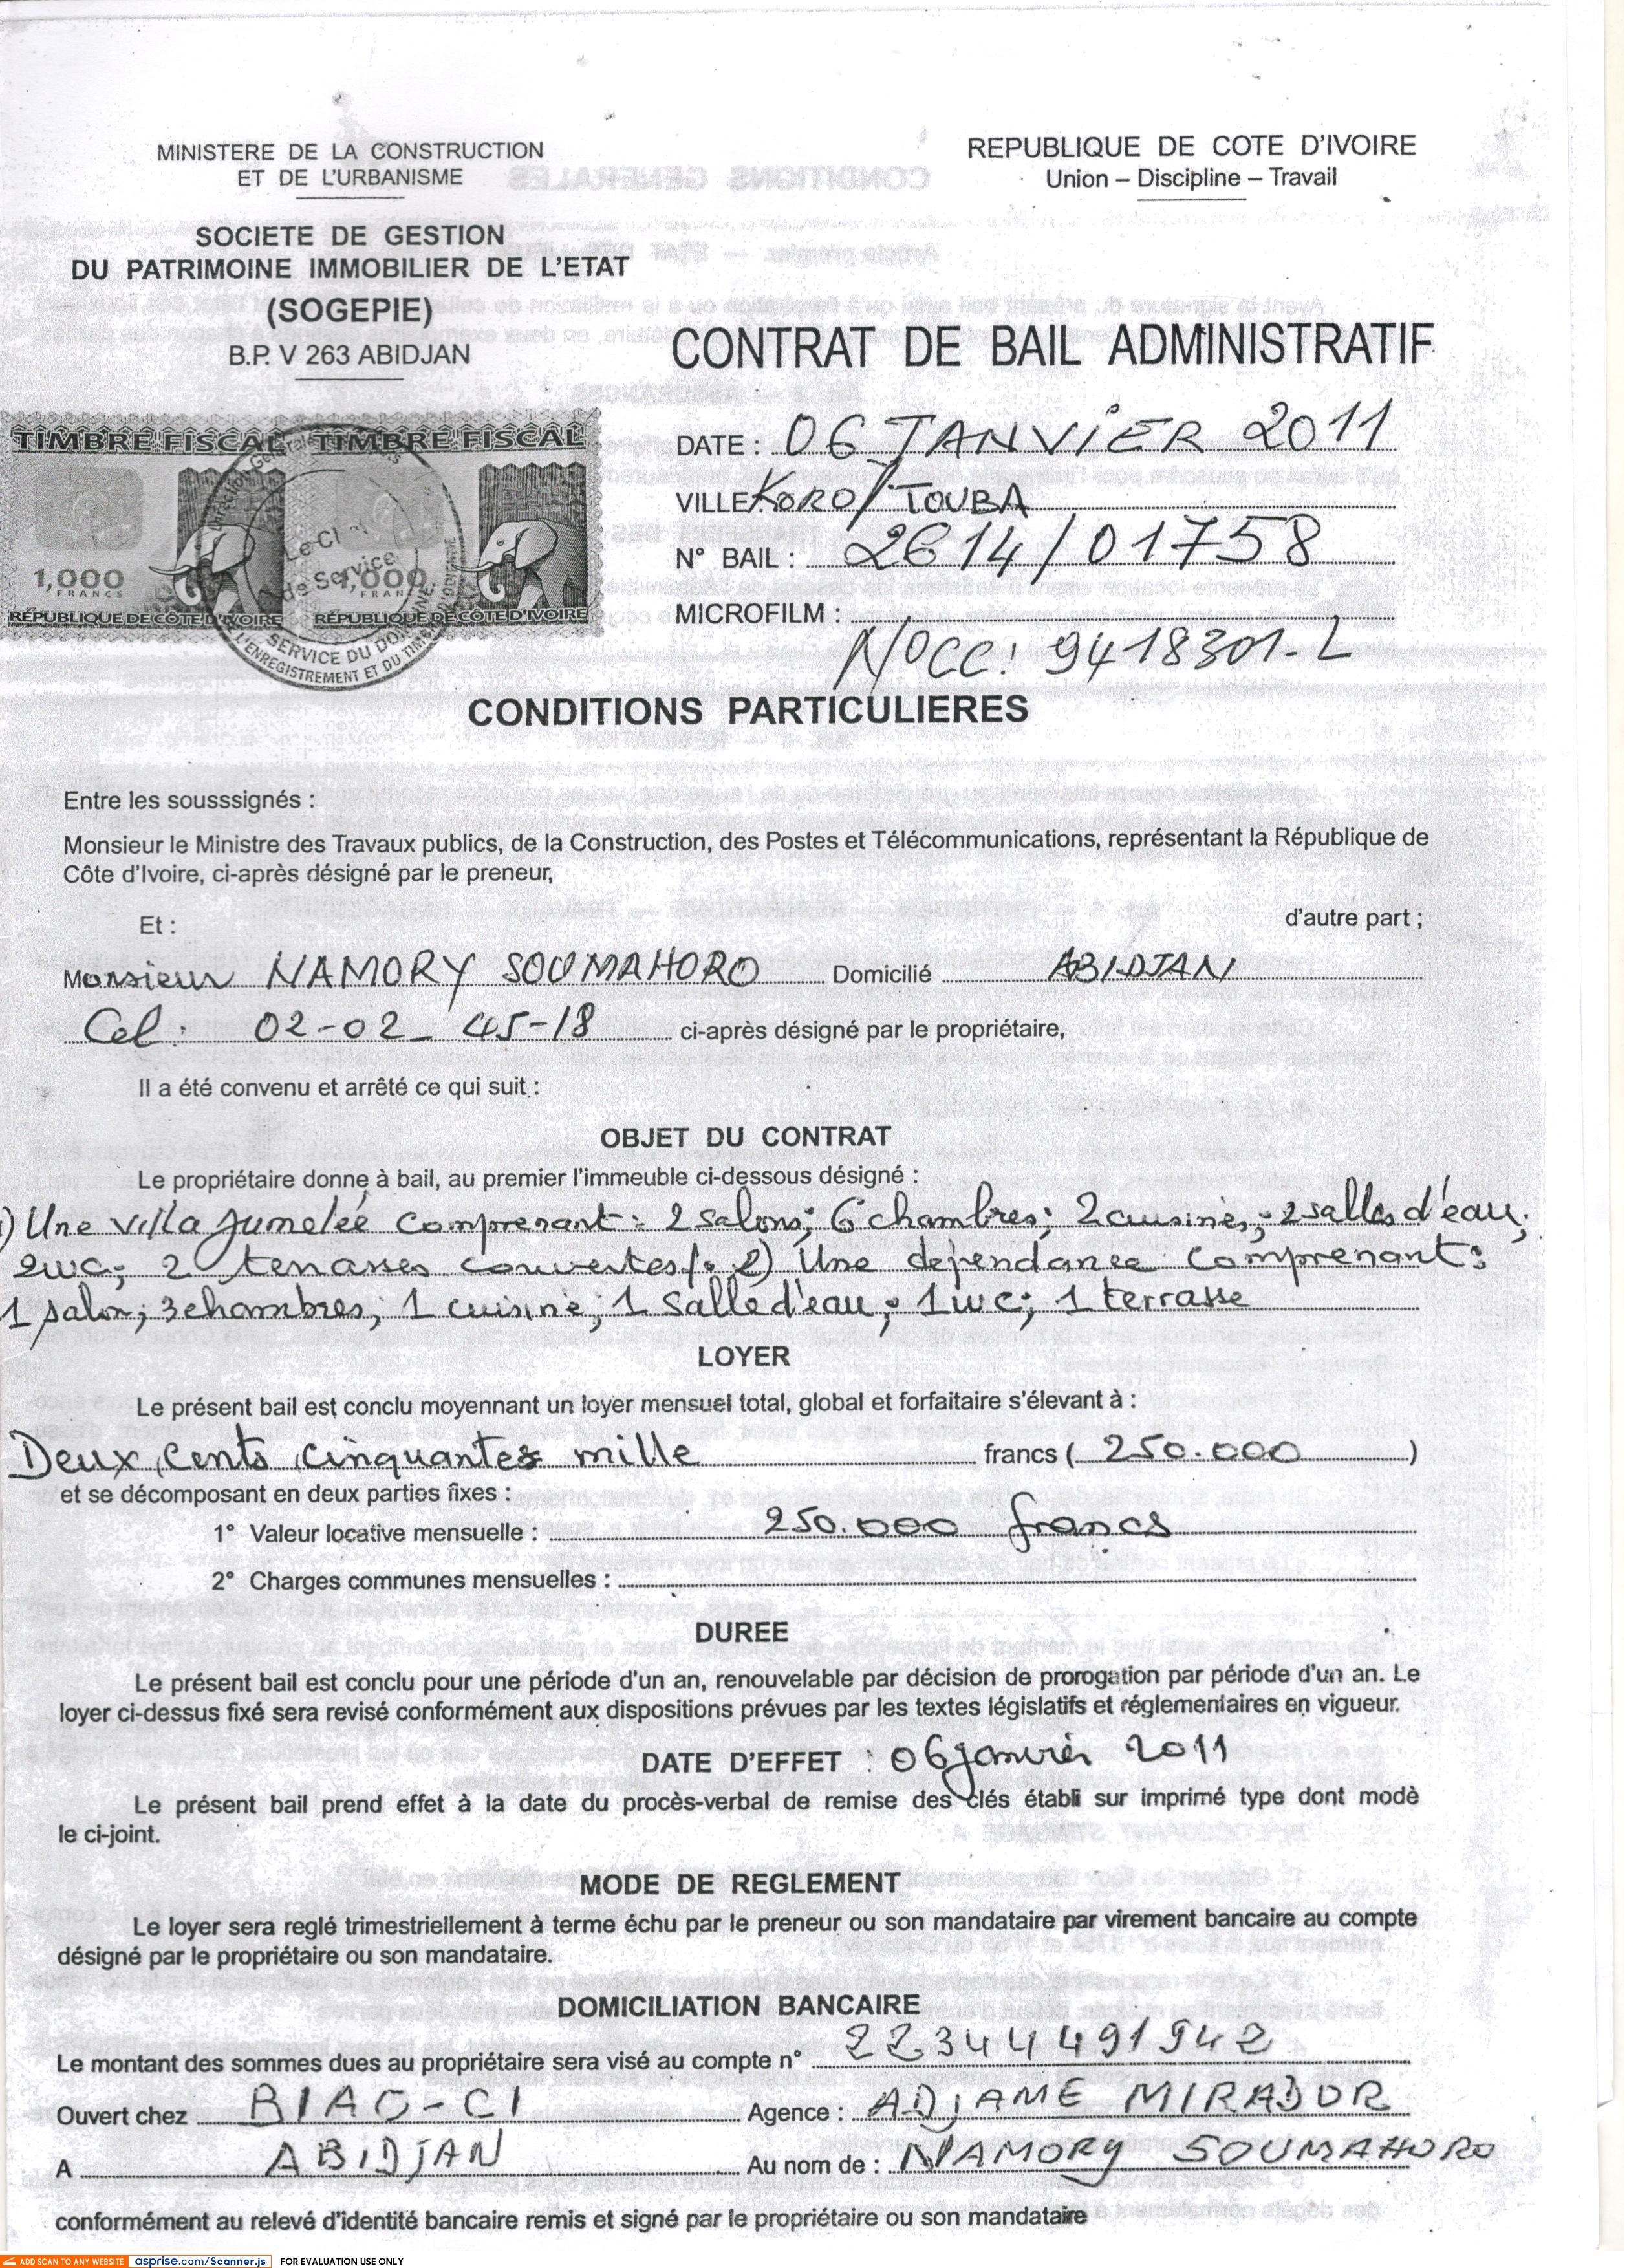 MINISTERE DE LA CONSTRUCTION
ET DE L'URBANISME
REPUBLIQUE DE COTE D'IVOIRE
Union – Discipline – Travail
SOCIETE DE GESTION
DU PATRIMOINE IMMOBILIER DE L'ETAT
(SOGEPIE)
B.P. V 263 ABIDJAN
CONTRAT DE BAIL ADMINISTRATIF
TIMBRE FISCAL TIMBRE FISCAL
1,000 FRANCS 1,000 FRANCS
REPUBLIQUE DE COTE D'IVOIRE REPUBLIQUE DE COTE D'IVOIRE
de Service
SERVICE DU DOMAINE
L'ENREGISTREMENT ET DU TIMBRE
DATE : 06 JANVIER 2011
VILLE KORO/TOUBA
N° BAIL : 2614/01758
MICROFILM :
N°CC: 9418301-L
CONDITIONS PARTICULIERES
Entre les sousssignés :
Monsieur le Ministre des Travaux publics, de la Construction, des Postes et Télécommunications, représentant la République de
Côte d'Ivoire, ci-après désigné par le preneur,
Et :
d'autre part ;
Monsieur NAMORY SOUMAHORO Domicilié ABIDJAN
Cel : 02-02-45-18 ci-après désigné par le propriétaire,
Il a été convenu et arrêté ce qui suit :
OBJET DU CONTRAT
Le propriétaire donne à bail, au premier l'immeuble ci-dessous désigné :
1) Une villa jumelée comprenant : 2 salons; 6 chambres; 2 cuisines; 2 salles d'eau;
2wc; 2 terrasses couvertes/. 2) Une dépendance comprenant :
1 salon; 3 chambres; 1 cuisine; 1 salle d'eau; 1wc; 1 terrasse
LOYER
Le présent bail est conclu moyennant un loyer mensuel total, global et forfaitaire s'élevant à :
Deux cents cinquantes mille francs ( 250.000 )
et se décomposant en deux parties fixes :
1° Valeur locative mensuelle : 250.000 francs
2° Charges communes mensuelles :
DUREE
Le présent bail est conclu pour une période d'un an, renouvelable par décision de prorogation par période d'un an. Le
loyer ci-dessus fixé sera revisé conformément aux dispositions prévues par les textes législatifs et réglementaires en vigueur.
DATE D'EFFET : 06 janvier 2011
Le présent bail prend effet à la date du procès-verbal de remise des clés établi sur imprimé type dont modè
le ci-joint.
MODE DE REGLEMENT
Le loyer sera reglé trimestriellement à terme échu par le preneur ou son mandataire par virement bancaire au compte
désigné par le propriétaire ou son mandataire.
DOMICILIATION BANCAIRE
Le montant des sommes dues au propriétaire sera visé au compte n° 22344491942
Ouvert chez BIAO-CI Agence : ADJAME MIRADOR
A ABIDJAN Au nom de : NAMORY SOUMAHORO
conformément au relevé d'identité bancaire remis et signé par le propriétaire ou son mandataire
ADD SCAN TO ANY WEBSITE asprise.com/Scanner.js FOR EVALUATION USE ONLY